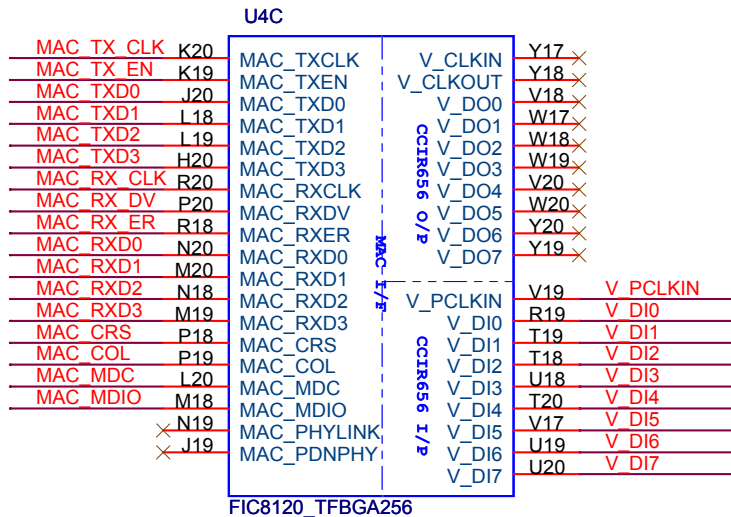 U4C
MAC_TX_CLK K20 MAC_TXCLK V_CLKIN Y17
MAC_TX_EN K19 MAC_TXEN V_CLKOUT Y18
MAC_TXD0 J20 MAC_TXD0 V_DO0 V18
MAC_TXD1 L18 MAC_TXD1 V_DO1 W17
MAC_TXD2 L19 MAC_TXD2 V_DO2 W18
MAC_TXD3 H20 MAC_TXD3 V_DO3 W19
MAC_RX_CLK R20 MAC_RXCLK V_DO4 V20
MAC_RX_DV P20 MAC_RXDV V_DO5 W20
MAC_RX_ER R18 MAC_RXER V_DO6 Y20
MAC_RXD0 N20 MAC_RXD0 V_DO7 Y19
MAC_RXD1 M20 MAC_RXD1
MAC_RXD2 N18 MAC_RXD2 V_PCLKIN V19 V_PCLKIN
MAC_RXD3 M19 MAC_RXD3 V_DI0 R19 V_DI0
MAC_CRS P18 MAC_CRS V_DI1 T19 V_DI1
MAC_COL P19 MAC_COL V_DI2 T18 V_DI2
MAC_MDC L20 MAC_MDC V_DI3 U18 V_DI3
MAC_MDIO M18 MAC_MDIO V_DI4 T20 V_DI4
N19 MAC_PHYLINK V_DI5 V17 V_DI5
J19 MAC_PDNPHY V_DI6 U19 V_DI6
V_DI7 U20 V_DI7
MAC I/F
CCIR656 O/P
CCIR656 I/P
FIC8120_TFBGA256